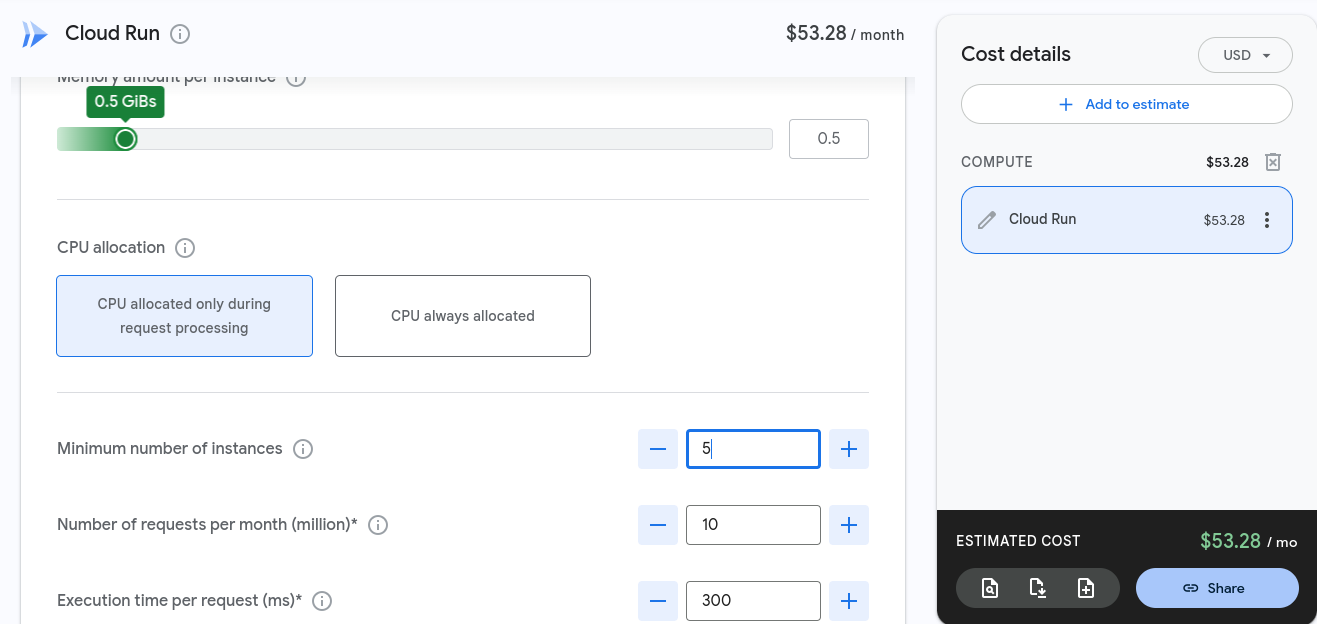 Cloud Run
$53.28 / month
Memory amount per instance
0.5 GiBs
0.5
CPU allocation
CPU allocated only during
request processing
CPU always allocated
Minimum number of instances
5
Number of requests per month (million)*
10
Execution time per request (ms)*
300
Cost details
USD
Add to estimate
COMPUTE
$53.28
Cloud Run
$53.28
ESTIMATED COST
$53.28 / mo
Share